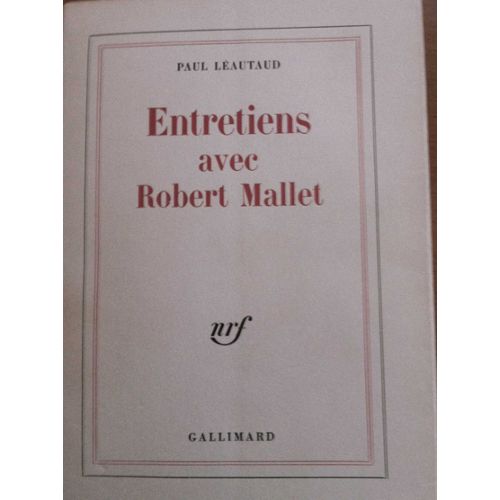 PAUL LÉAUTAUD
Entretiens
avec
Robert Mallet
nrf
GALLIMARD